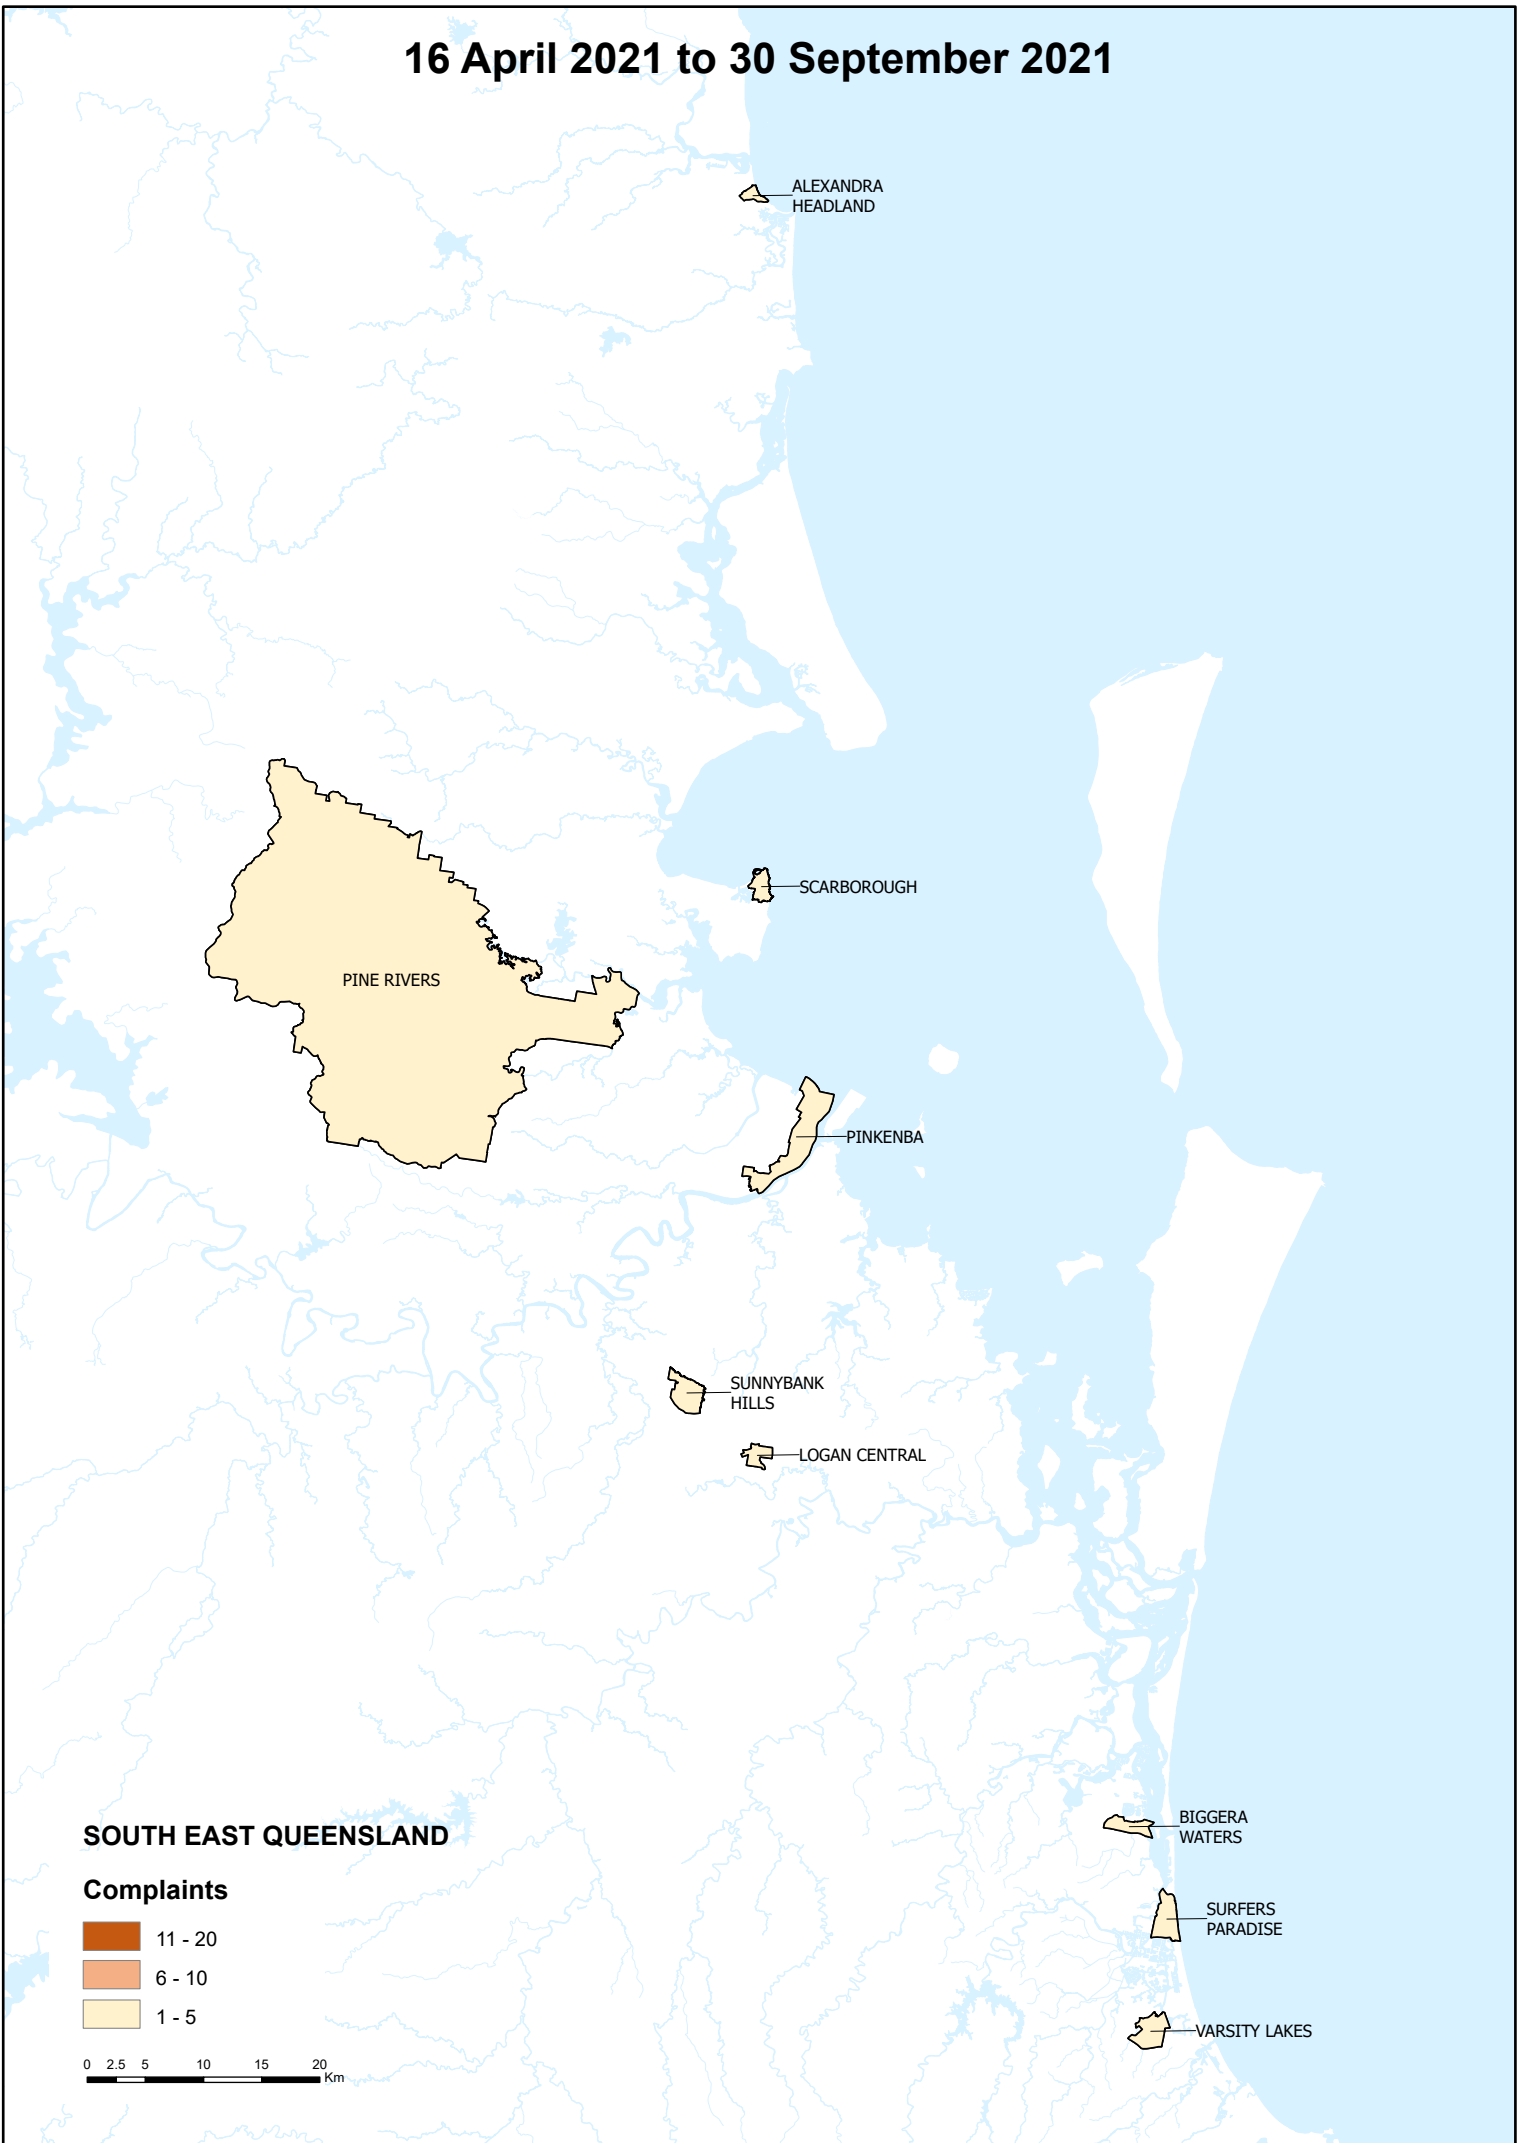 16 April 2021 to 30 September 2021
ALEXANDRA
HEADLAND
SCARBOROUGH
PINE RIVERS
PINKENBA
SUNNYBANK
HILLS
LOGAN CENTRAL
BIGGERA
WATERS
SURFERS
PARADISE
VARSITY LAKES
SOUTH EAST QUEENSLAND
Complaints
11 - 20
6 - 10
1 - 5
0 2.5 5 10 15 20
Km